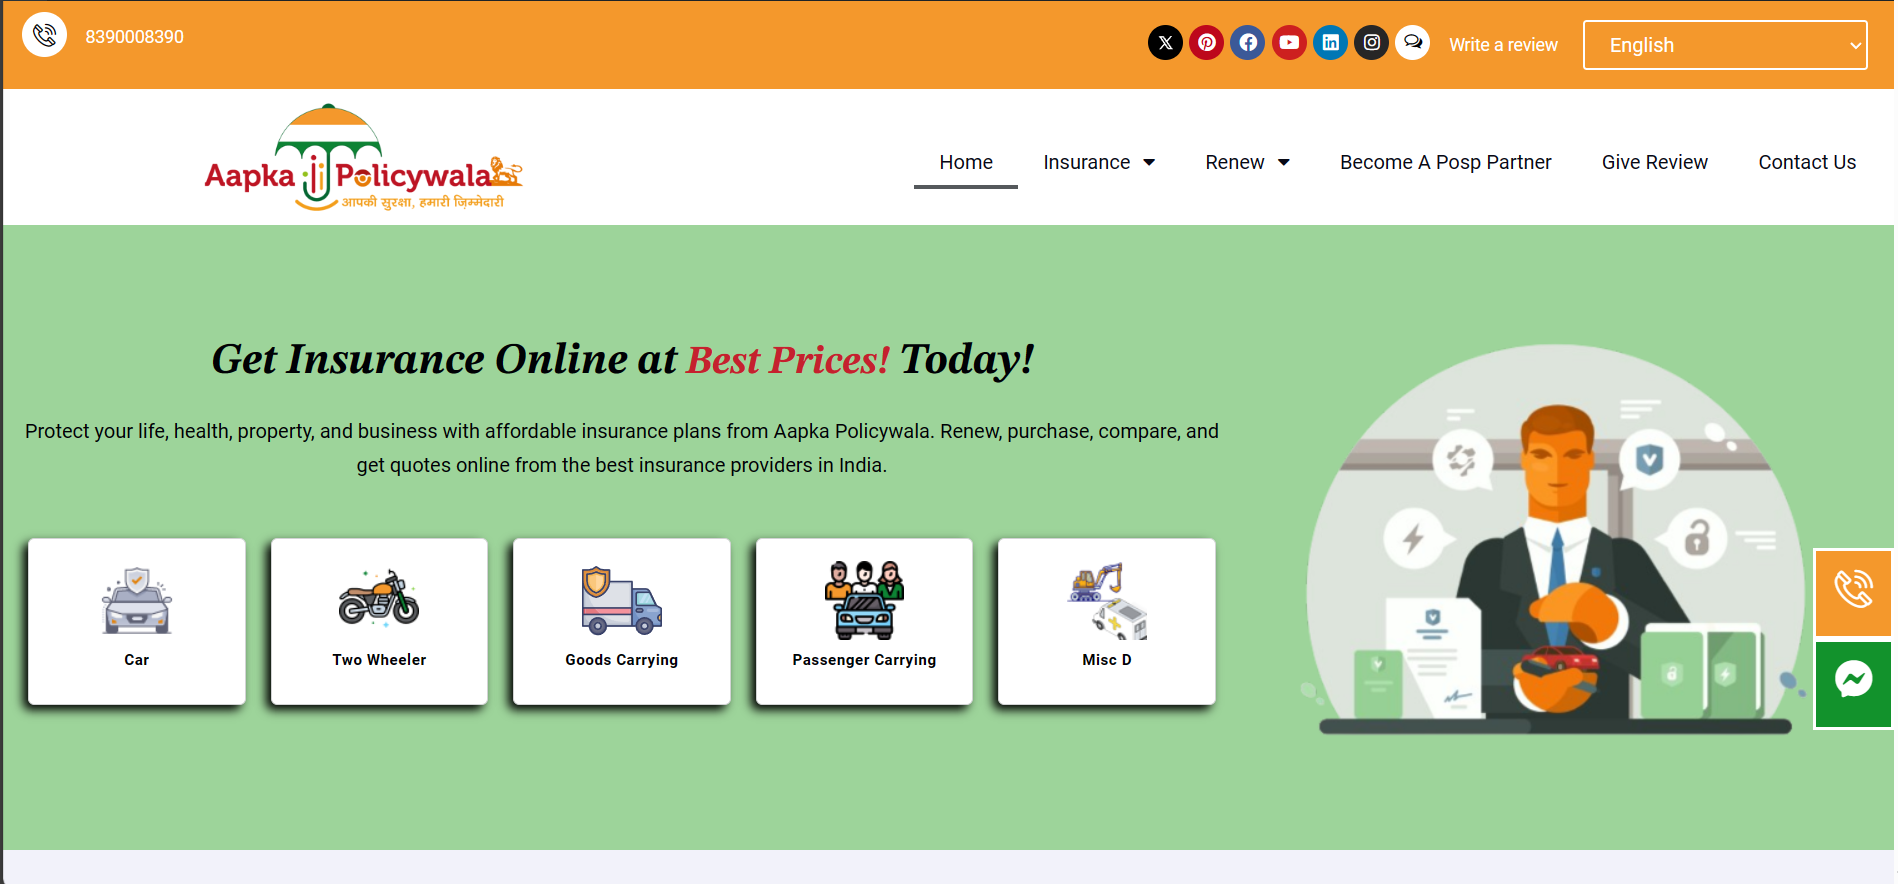 8390008390
Write a review
English
Aapka Policywala
आपकी सुरक्षा, हमारी ज़िम्मेदारी
Home
Insurance
Renew
Become A Posp Partner
Give Review
Contact Us
Get Insurance Online at Best Prices! Today!
Protect your life, health, property, and business with affordable insurance plans from Aapka Policywala. Renew, purchase, compare, and
get quotes online from the best insurance providers in India.
Car
Two Wheeler
Goods Carrying
Passenger Carrying
Misc D